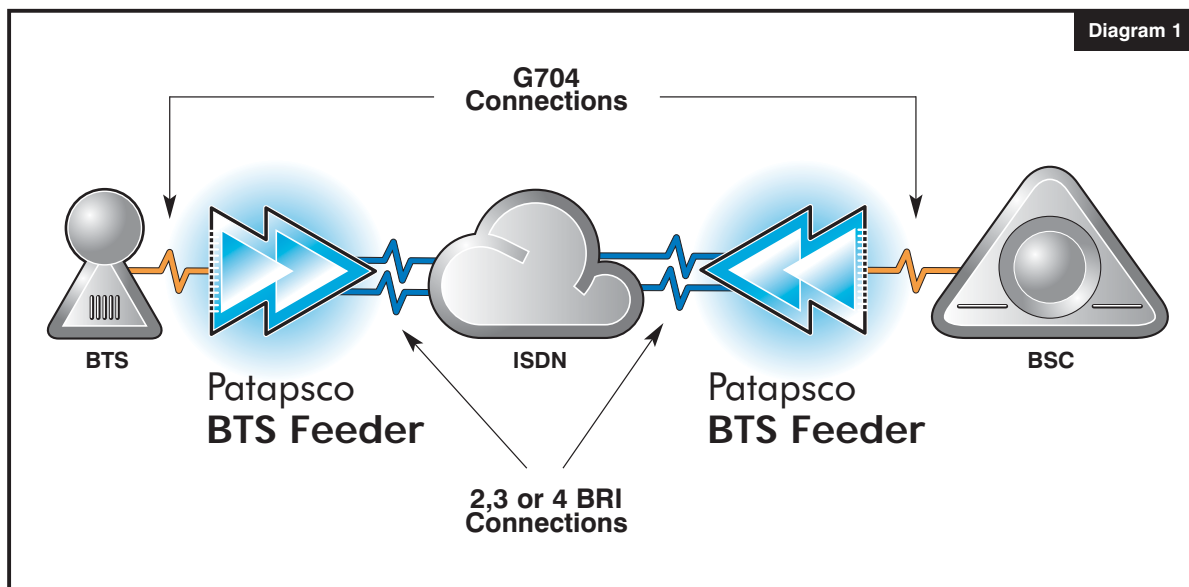 Diagram 1
G704
Connections
BTS
ISDN
BSC
Patapsco
BTS Feeder
Patapsco
BTS Feeder
2,3 or 4 BRI
Connections